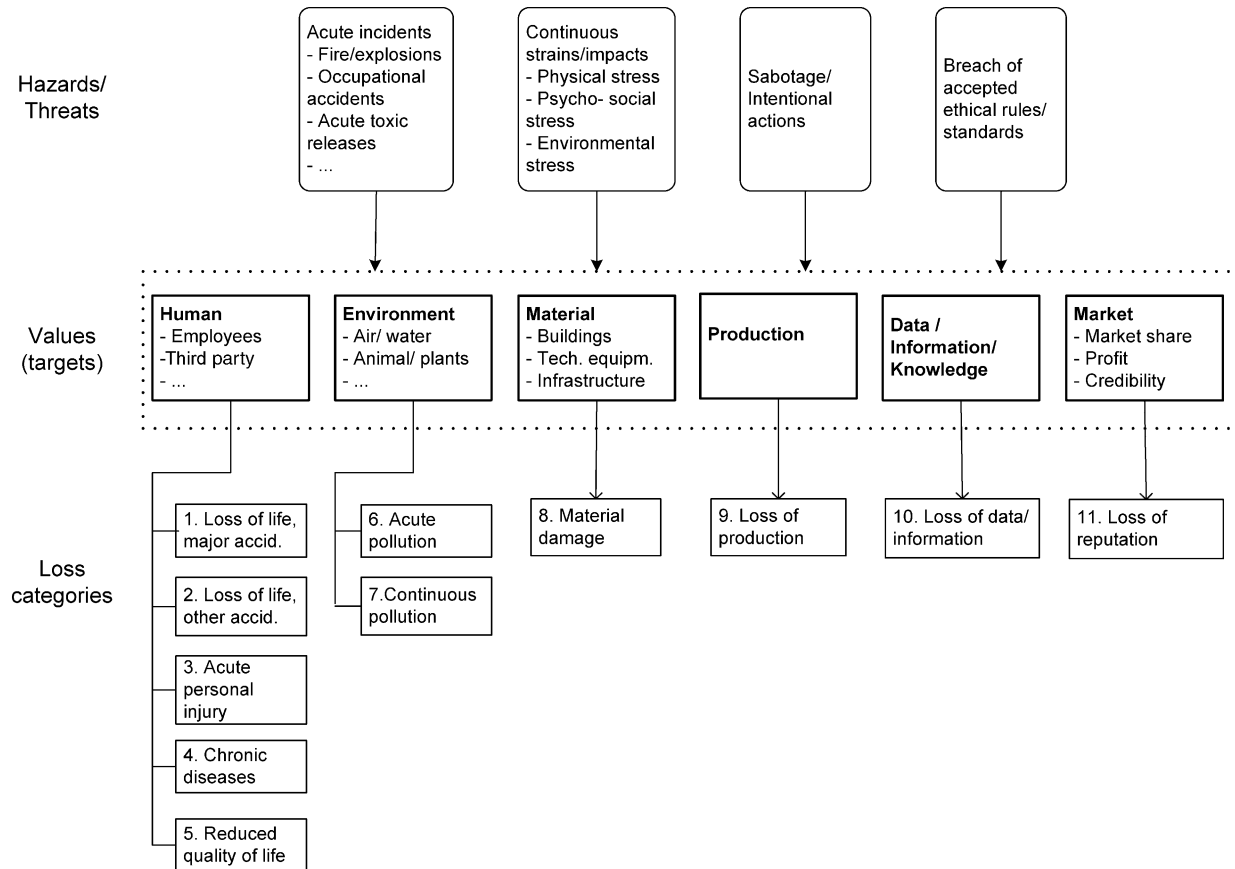 Hazards/
Threats
Acute incidents
- Fire/explosions
- Occupational
accidents
- Acute toxic
releases
- ...
Continuous
strains/impacts
- Physical stress
- Psycho- social
stress
- Environmental
stress
Sabotage/
Intentional
actions
Breach of
accepted
ethical rules/
standards
Values
(targets)
Human
- Employees
-Third party
- ...
Environment
- Air/ water
- Animal/ plants
- ...
Material
- Buildings
- Tech. equipm.
- Infrastructure
Production
Data /
Information/
Knowledge
Market
- Market share
- Profit
- Credibility
Loss
categories
1. Loss of life,
major accid.
2. Loss of life,
other accid.
3. Acute
personal
injury
4. Chronic
diseases
5. Reduced
quality of life
6. Acute
pollution
7.Continuous
pollution
8. Material
damage
9. Loss of
production
10. Loss of data/
information
11. Loss of
reputation